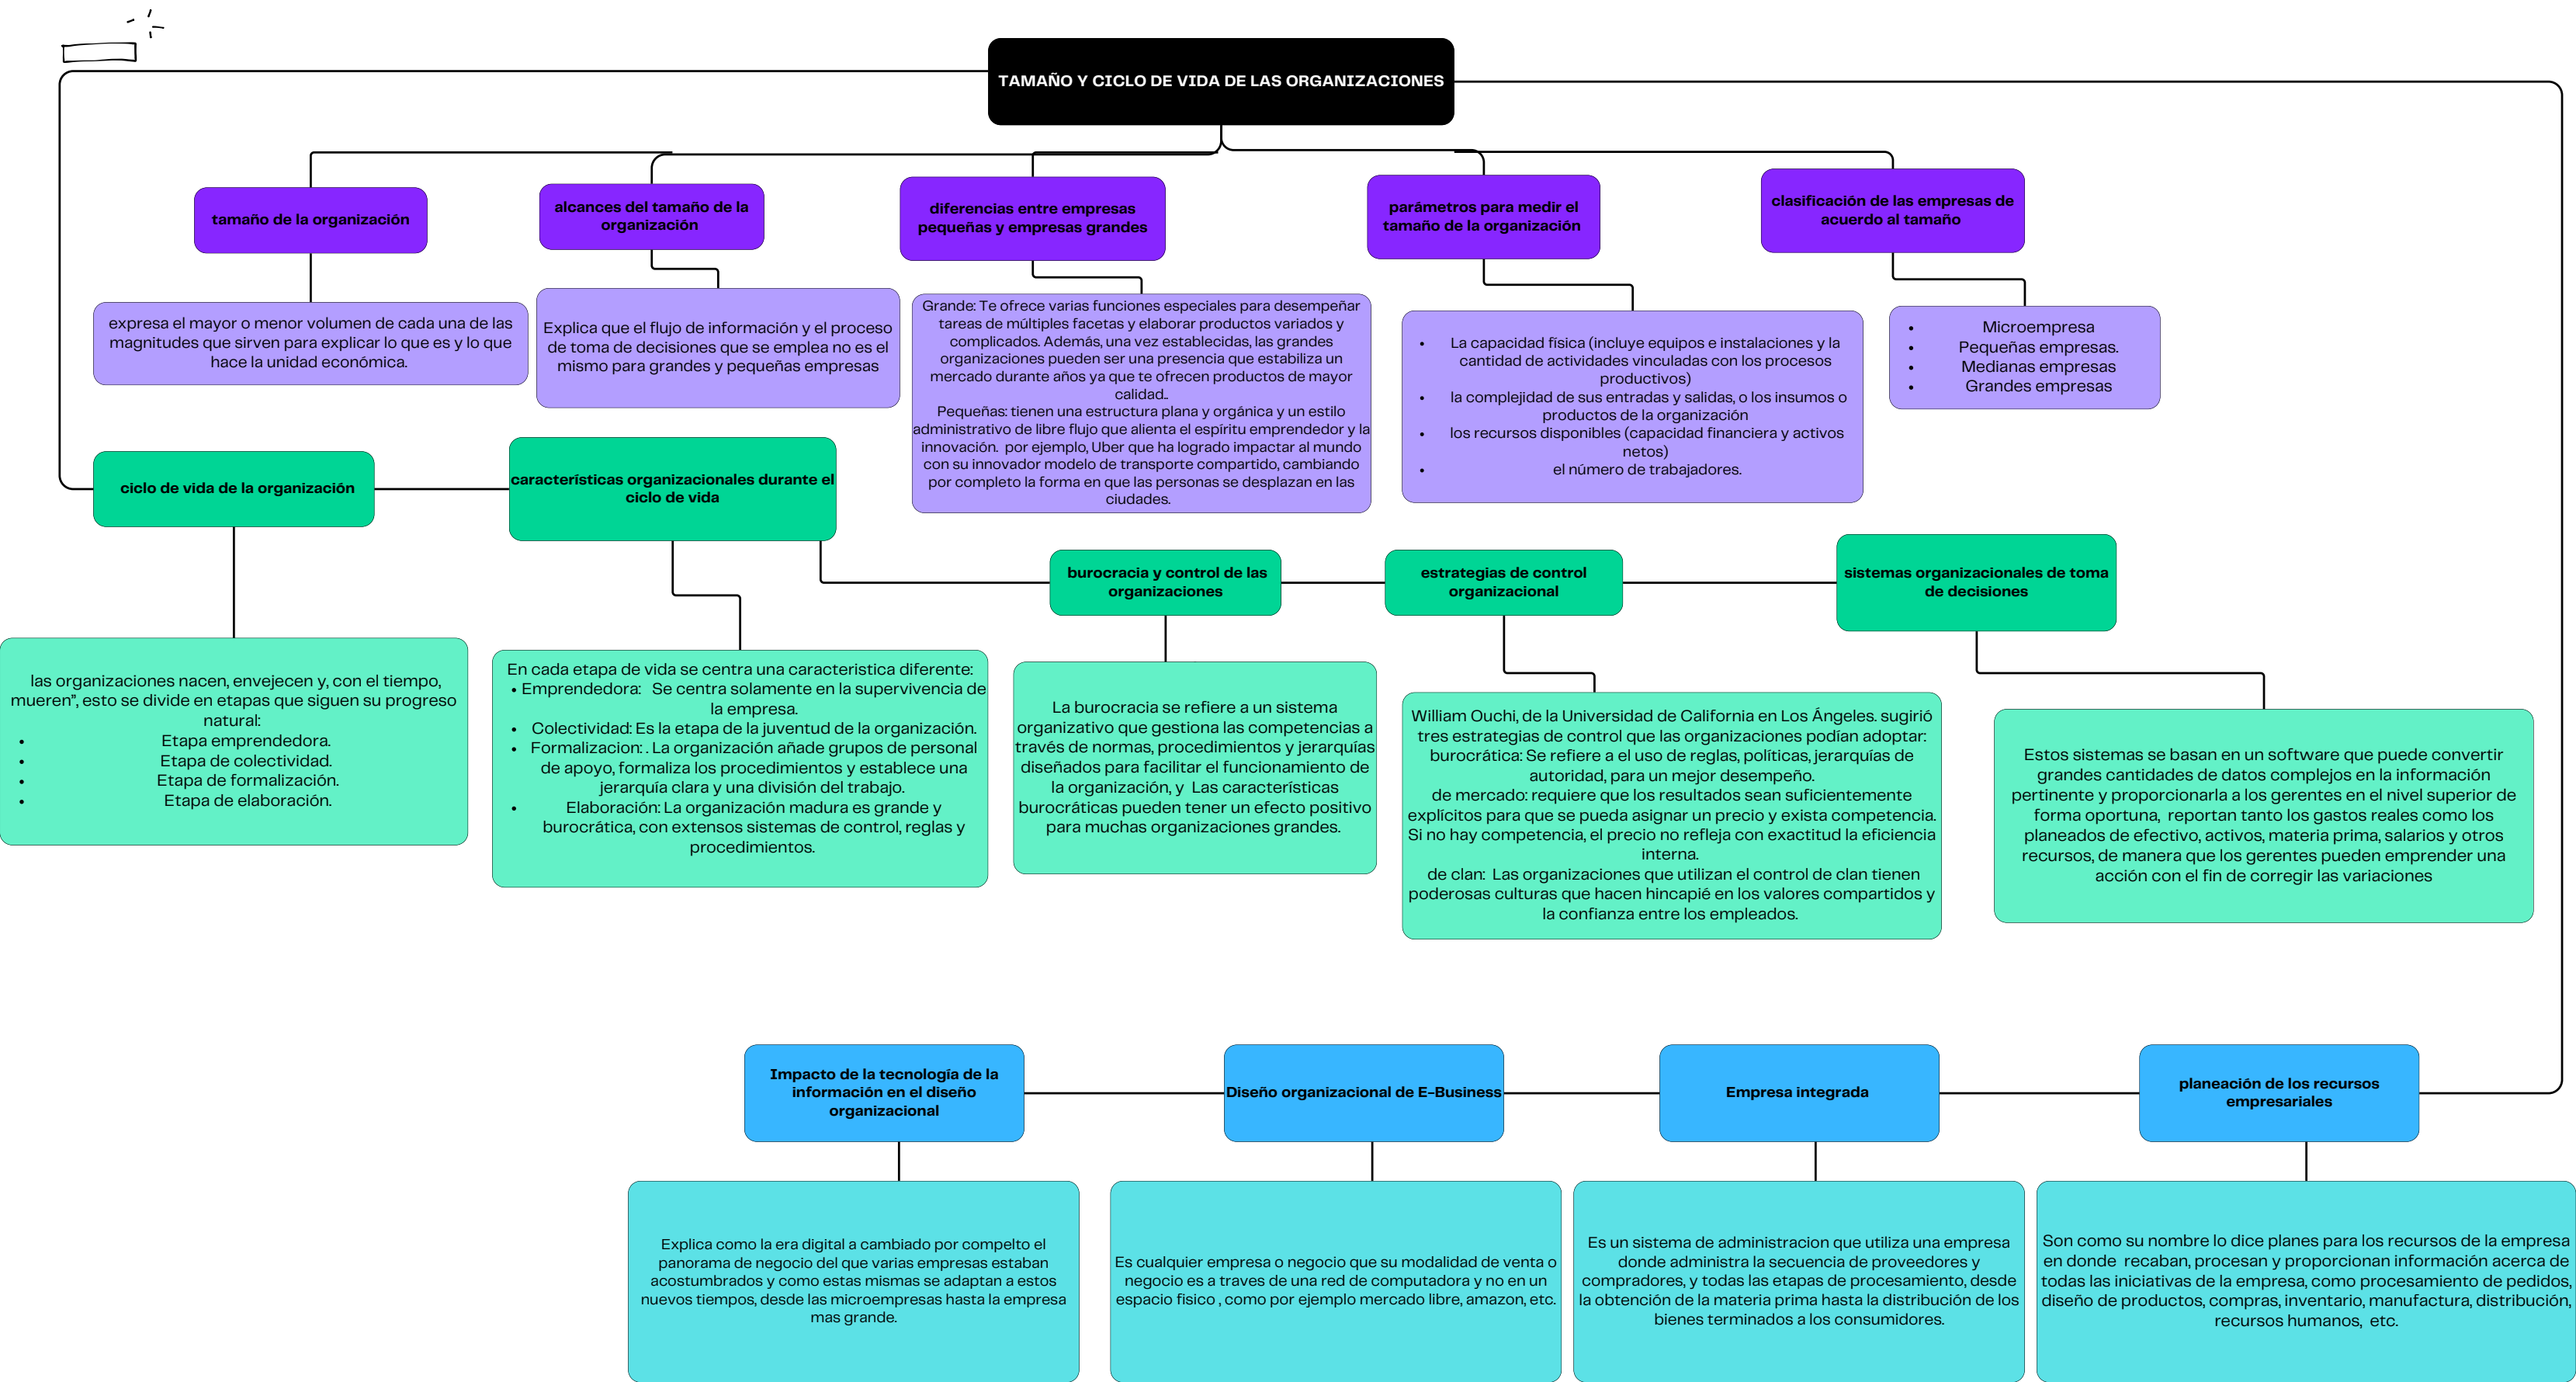 TAMAÑO Y CICLO DE VIDA DE LAS ORGANIZACIONES
tamaño de la organización
alcances del tamaño de la
organización
diferencias entre empresas
pequeñas y empresas grandes
parámetros para medir el
tamaño de la organización
clasificación de las empresas de
acuerdo al tamaño
expresa el mayor o menor volumen de cada una de las
magnitudes que sirven para explicar lo que es y lo que
hace la unidad económica.
Explica que el flujo de información y el proceso
de toma de decisiones que se emplea no es el
mismo para grandes y pequeñas empresas
Grande: Te ofrece varias funciones especiales para desempeñar
tareas de múltiples facetas y elaborar productos variados y
complicados. Además, una vez establecidas, las grandes
organizaciones pueden ser una presencia que estabiliza un
mercado durante años ya que te ofrecen productos de mayor
calidad..
Pequeñas: tienen una estructura plana y orgánica y un estilo
administrativo de libre flujo que alienta el espíritu emprendedor y la
innovación. por ejemplo, Uber que ha logrado impactar al mundo
con su innovador modelo de transporte compartido, cambiando
por completo la forma en que las personas se desplazan en las
ciudades.
• La capacidad física (incluye equipos e instalaciones y la
cantidad de actividades vinculadas con los procesos
productivos)
• la complejidad de sus entradas y salidas, o los insumos o
productos de la organización
• los recursos disponibles (capacidad financiera y activos
netos)
• el número de trabajadores.
• Microempresa
• Pequeñas empresas.
• Medianas empresas
• Grandes empresas
ciclo de vida de la organización
características organizacionales durante el
ciclo de vida
burocracia y control de las
organizaciones
estrategias de control
organizacional
sistemas organizacionales de toma
de decisiones
las organizaciones nacen, envejecen y, con el tiempo,
mueren”, esto se divide en etapas que siguen su progreso
natural:
• Etapa emprendedora.
• Etapa de colectividad.
• Etapa de formalización.
• Etapa de elaboración.
En cada etapa de vida se centra una caracteristica diferente:
• Emprendedora: Se centra solamente en la supervivencia de
la empresa.
• Colectividad: Es la etapa de la juventud de la organización.
• Formalizacion: . La organización añade grupos de personal
de apoyo, formaliza los procedimientos y establece una
jerarquía clara y una división del trabajo.
• Elaboración: La organización madura es grande y
burocrática, con extensos sistemas de control, reglas y
procedimientos.
La burocracia se refiere a un sistema
organizativo que gestiona las competencias a
través de normas, procedimientos y jerarquías
diseñados para facilitar el funcionamiento de
la organización, y Las características
burocráticas pueden tener un efecto positivo
para muchas organizaciones grandes.
William Ouchi, de la Universidad de California en Los Ángeles. sugirió
tres estrategias de control que las organizaciones podían adoptar:
burocrática: Se refiere a el uso de reglas, políticas, jerarquías de
autoridad, para un mejor desempeño.
de mercado: requiere que los resultados sean suficientemente
explícitos para que se pueda asignar un precio y exista competencia.
Si no hay competencia, el precio no refleja con exactitud la eficiencia
interna.
de clan: Las organizaciones que utilizan el control de clan tienen
poderosas culturas que hacen hincapié en los valores compartidos y
la confianza entre los empleados.
Estos sistemas se basan en un software que puede convertir
grandes cantidades de datos complejos en la información
pertinente y proporcionarla a los gerentes en el nivel superior de
forma oportuna, reportan tanto los gastos reales como los
planeados de efectivo, activos, materia prima, salarios y otros
recursos, de manera que los gerentes pueden emprender una
acción con el fin de corregir las variaciones
Impacto de la tecnología de la
información en el diseño
organizacional
Diseño organizacional de E-Business
Empresa integrada
planeación de los recursos
empresariales
Explica como la era digital a cambiado por compelto el
panorama de negocio del que varias empresas estaban
acostumbrados y como estas mismas se adaptan a estos
nuevos tiempos, desde las microempresas hasta la empresa
mas grande.
Es cualquier empresa o negocio que su modalidad de venta o
negocio es a traves de una red de computadora y no en un
espacio fisico , como por ejemplo mercado libre, amazon, etc.
Es un sistema de administracion que utiliza una empresa
donde administra la secuencia de proveedores y
compradores, y todas las etapas de procesamiento, desde
la obtención de la materia prima hasta la distribución de los
bienes terminados a los consumidores.
Son como su nombre lo dice planes para los recursos de la empresa
en donde recaban, procesan y proporcionan información acerca de
todas las iniciativas de la empresa, como procesamiento de pedidos,
diseño de productos, compras, inventario, manufactura, distribución,
recursos humanos, etc.